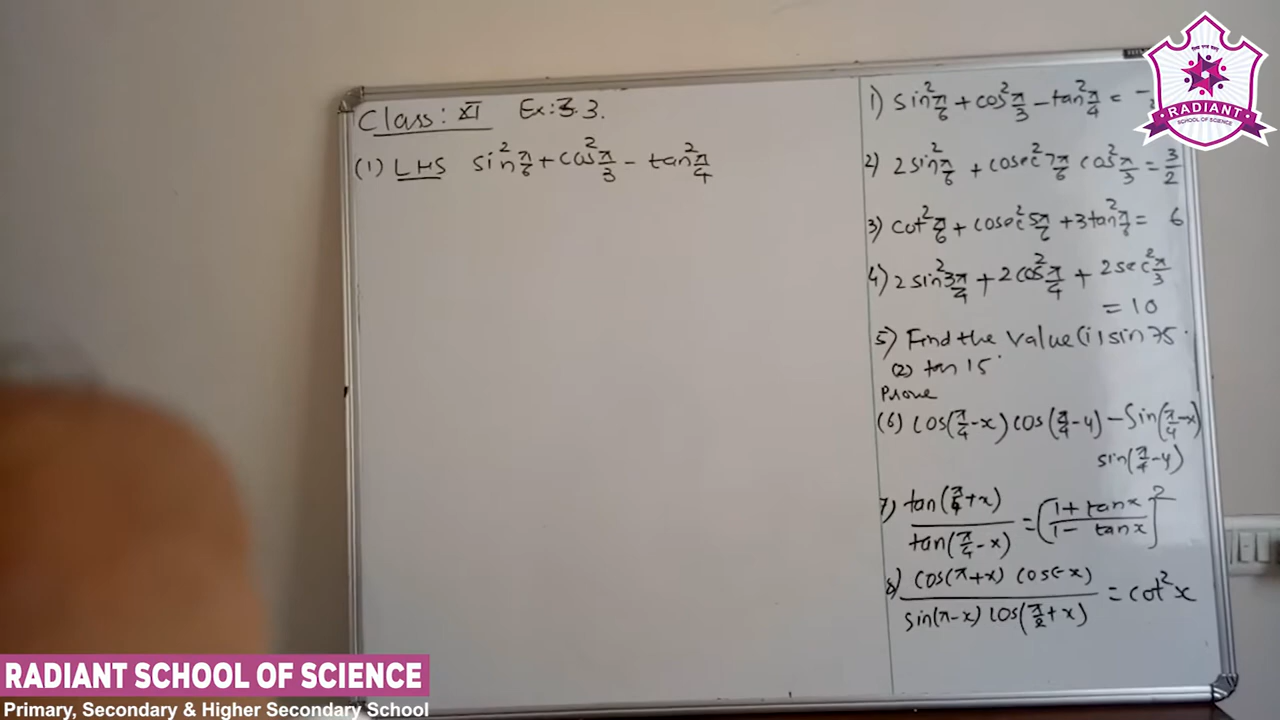 Class: XI Ex: 3.3.
(1) LHS sin²π/6 + cos²π/3 - tan²π/4
1) sin²π/6 + cos²π/3 - tan²π/4 = -
2) 2sin²π/6 + cosec²7π/6 cos²π/3 = 3/2
3) cot²π/6 + cosec²5π/6 + 3tan²π/6 = 6
4) 2sin²3π/4 + 2cos²π/4 + 2sec²π/3
= 10
5) Find the value (i) sin 75°
(2) tan 15°
Prove
(6) cos(π/4-x) cos(π/4-y) - Sin(π/4-x)
sin(π/4-y)
7) tan(π/4+x) / tan(π/4-x) = (1+tanx / 1-tanx)²
8) cos(π+x) cos(-x) / sin(π-x) cos(π/2+x) = cot²x
RADIANT
SCHOOL OF SCIENCE
RADIANT SCHOOL OF SCIENCE
Primary, Secondary & Higher Secondary School